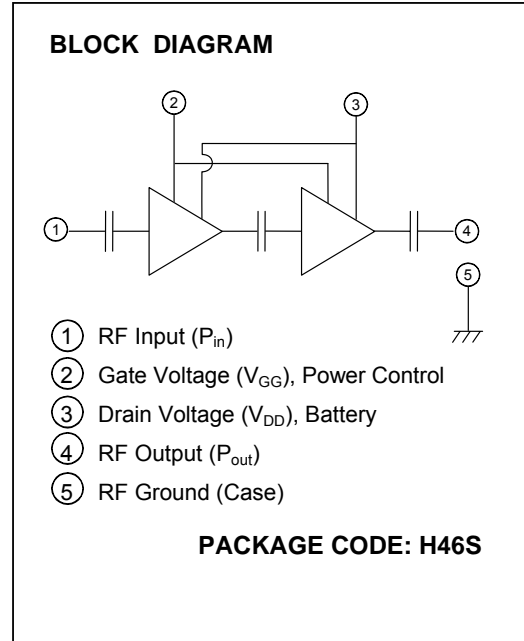 BLOCK DIAGRAM
2 3
1 4
5
1 RF Input (Pin)
2 Gate Voltage (VGG), Power Control
3 Drain Voltage (VDD), Battery
4 RF Output (Pout)
5 RF Ground (Case)
PACKAGE CODE: H46S